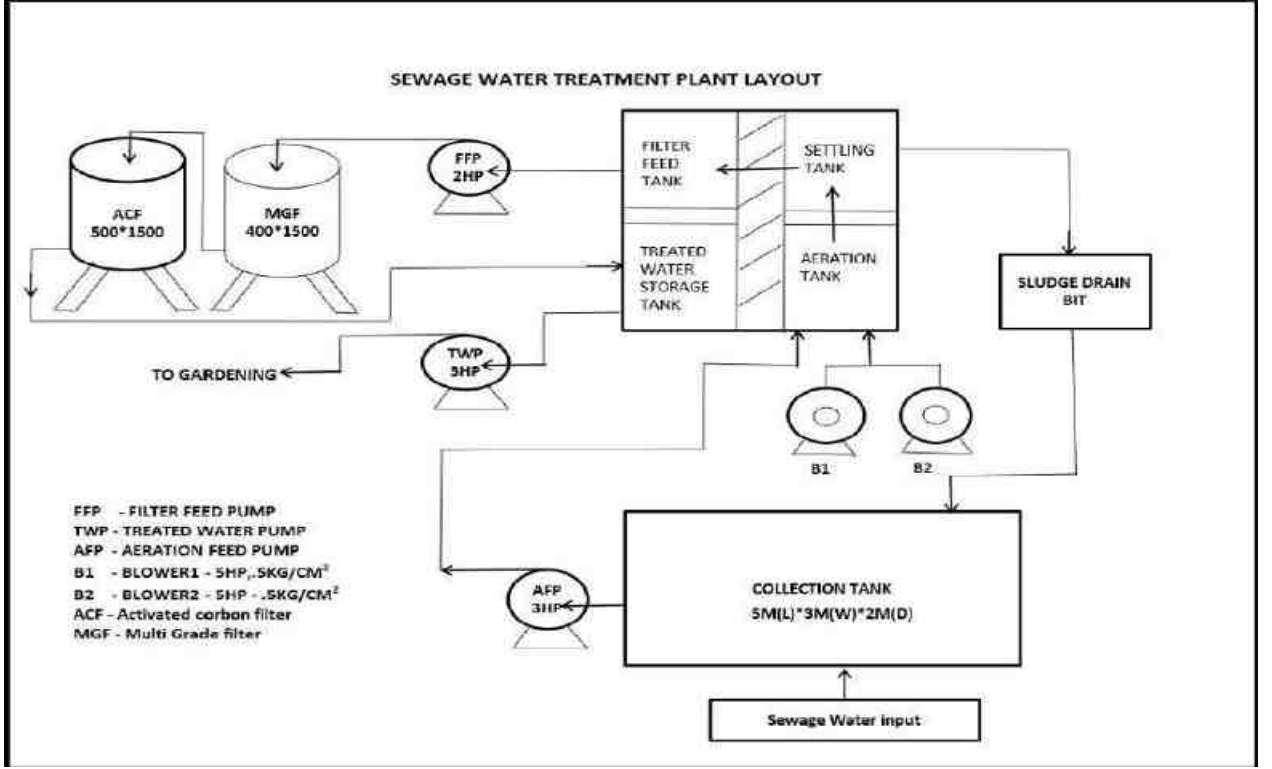 SEWAGE WATER TREATMENT PLANT LAYOUT
ACF
500*1500
MGF
400*1500
FFP
2HP
FILTER
FEED
TANK
SETTLING
TANK
TREATED
WATER
STORAGE
TANK
AERATION
TANK
SLUDGE DRAIN
BIT
TO GARDENING
TWP
5HP
B1
B2
FFP - FILTER FEED PUMP
TWP - TREATED WATER PUMP
AFP - AERATION FEED PUMP
B1 - BLOWER1 - 5HP,.5KG/CM²
B2 - BLOWER2 - 5HP - .5KG/CM²
ACF - Activated corbon filter
MGF - Multi Grade filter
AFP
3HP
COLLECTION TANK
5M(L)*3M(W)*2M(D)
Sewage Water input